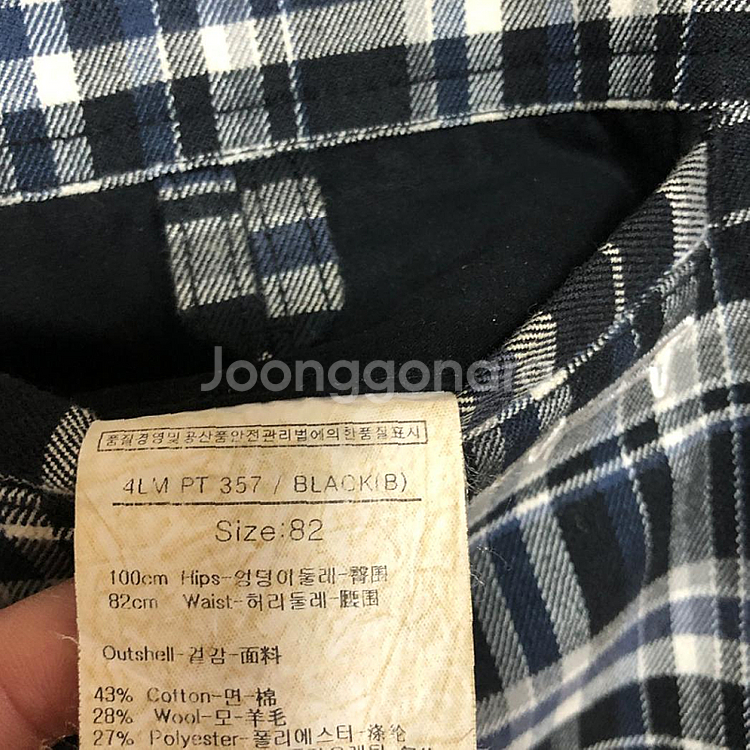 Joonggonara
품질경영및공산품안전관리법에의한품질표시
4LM PT 357 / BLACK(B)
Size:82
100cm Hips-엉덩이둘레-臀围
82cm Waist-허리둘레-腰围
Outshell-겉감-面料
43% Cotton-면-棉
28% Wool-모-羊毛
27% Polyester-폴리에스터-涤纶